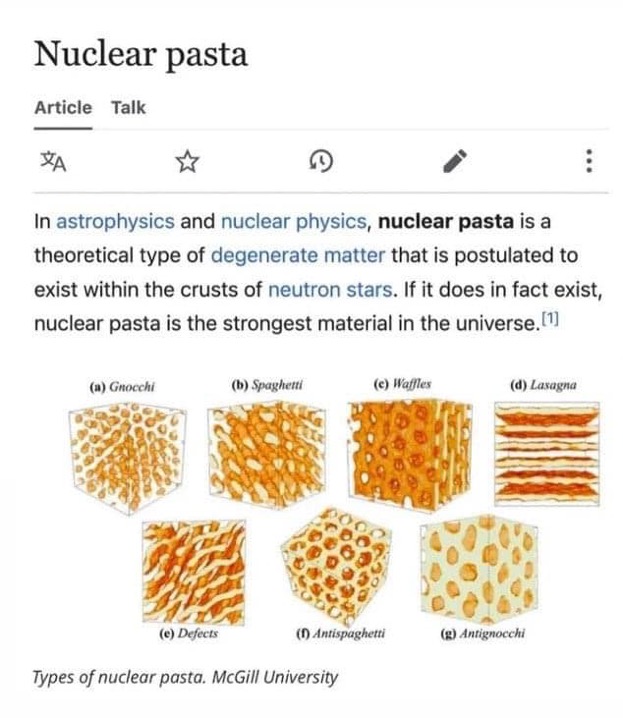 Nuclear pasta
Article Talk
In astrophysics and nuclear physics, nuclear pasta is a
theoretical type of degenerate matter that is postulated to
exist within the crusts of neutron stars. If it does in fact exist,
nuclear pasta is the strongest material in the universe.[1]
(a) Gnocchi (b) Spaghetti (c) Waffles (d) Lasagna
(e) Defects (f) Antispaghetti (g) Antignocchi
Types of nuclear pasta. McGill University